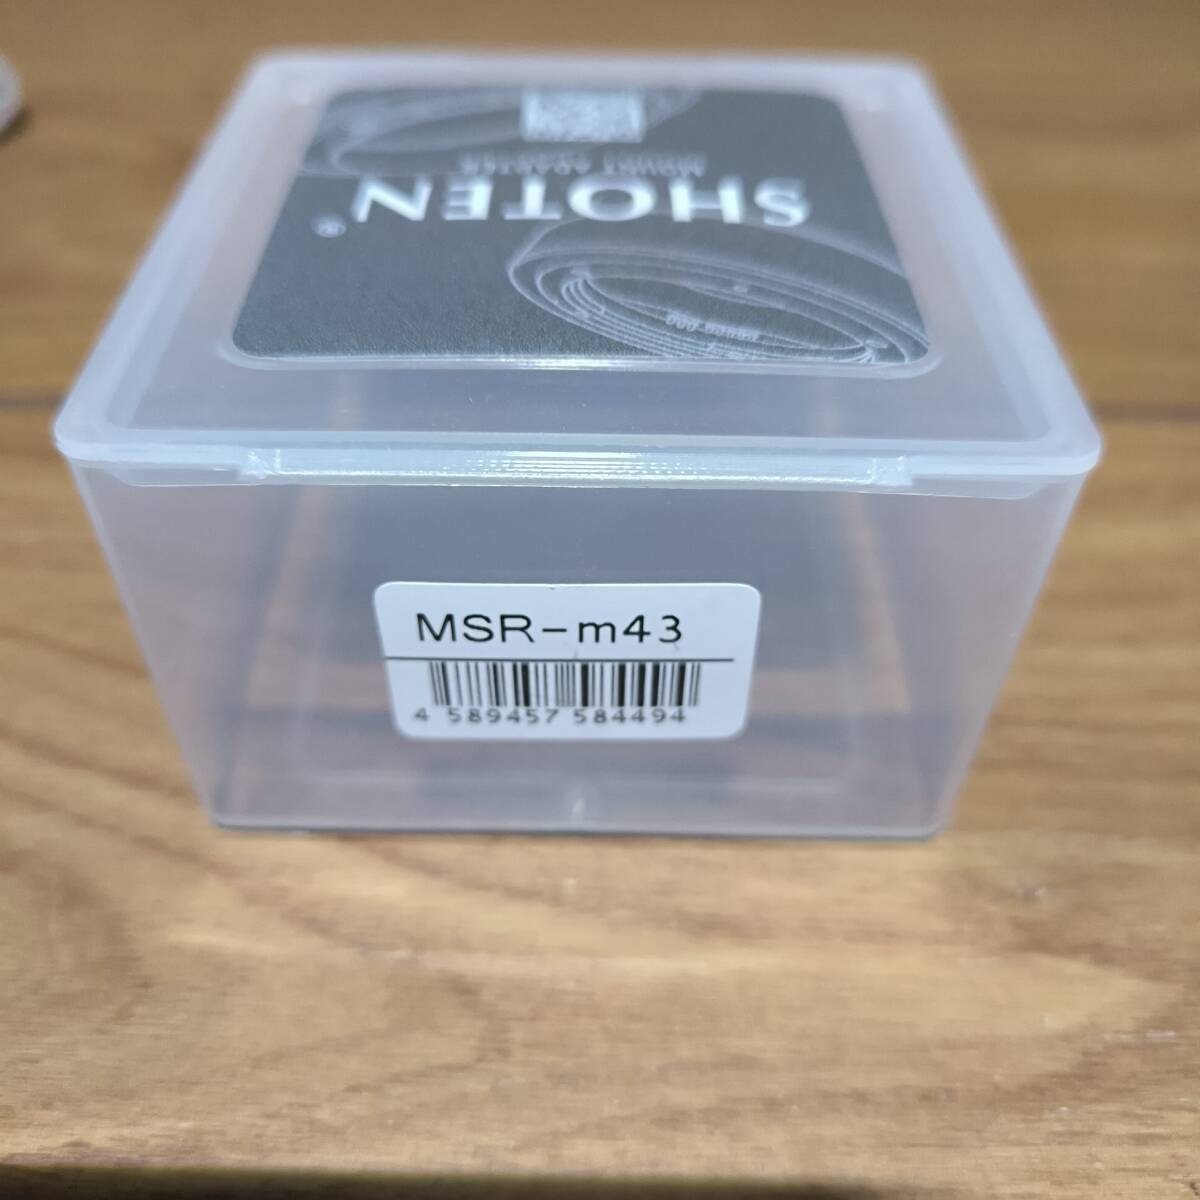 SHOTEN®
MOUNT ADAPTER
MSR-m43
4 589457 584494